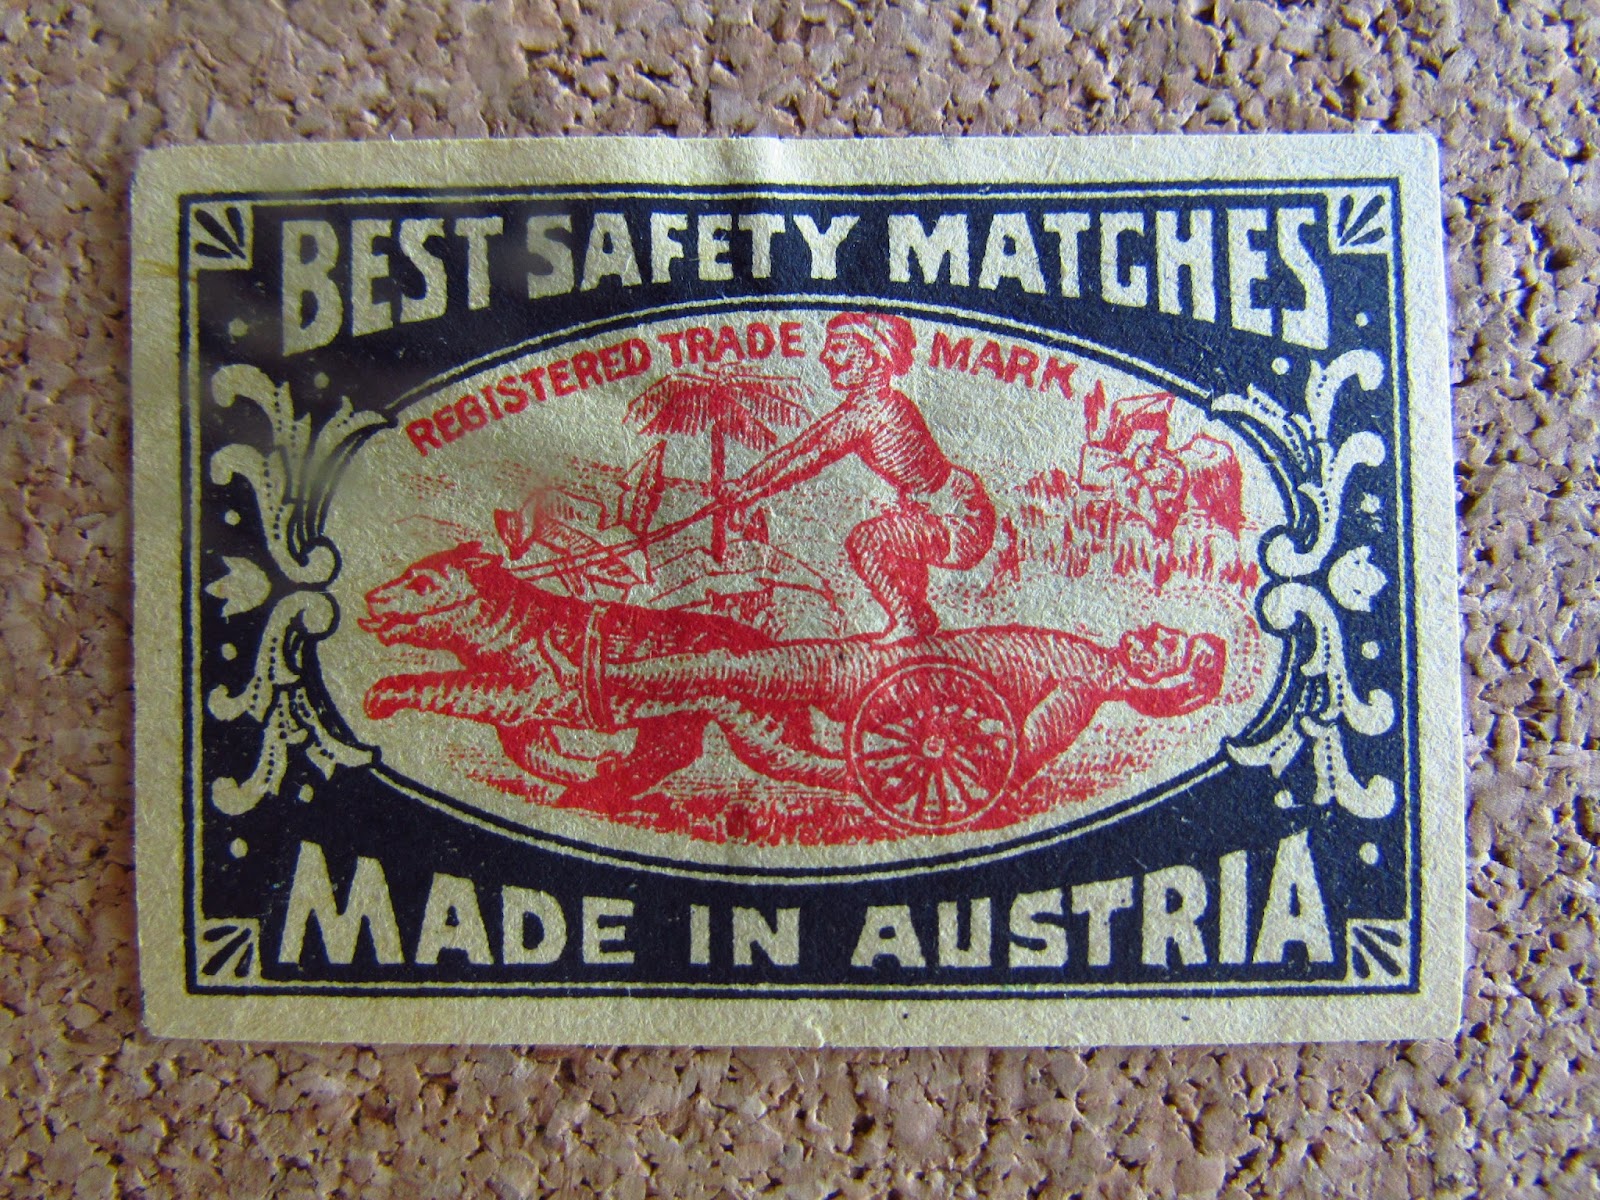 BEST SAFETY MATCHES
REGISTERED TRADE MARK
MADE IN AUSTRIA